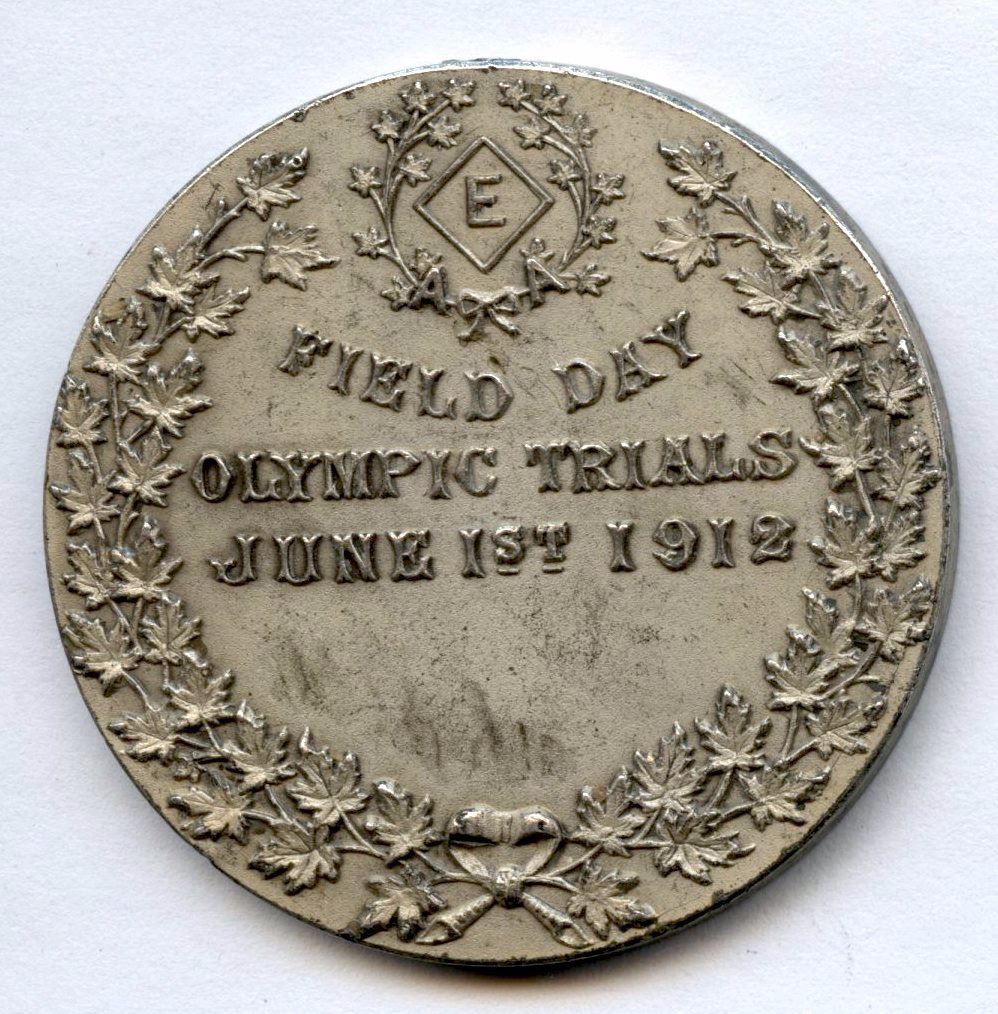 E
A A
FIELD DAY
OLYMPIC TRIALS
JUNE 1ST 1912